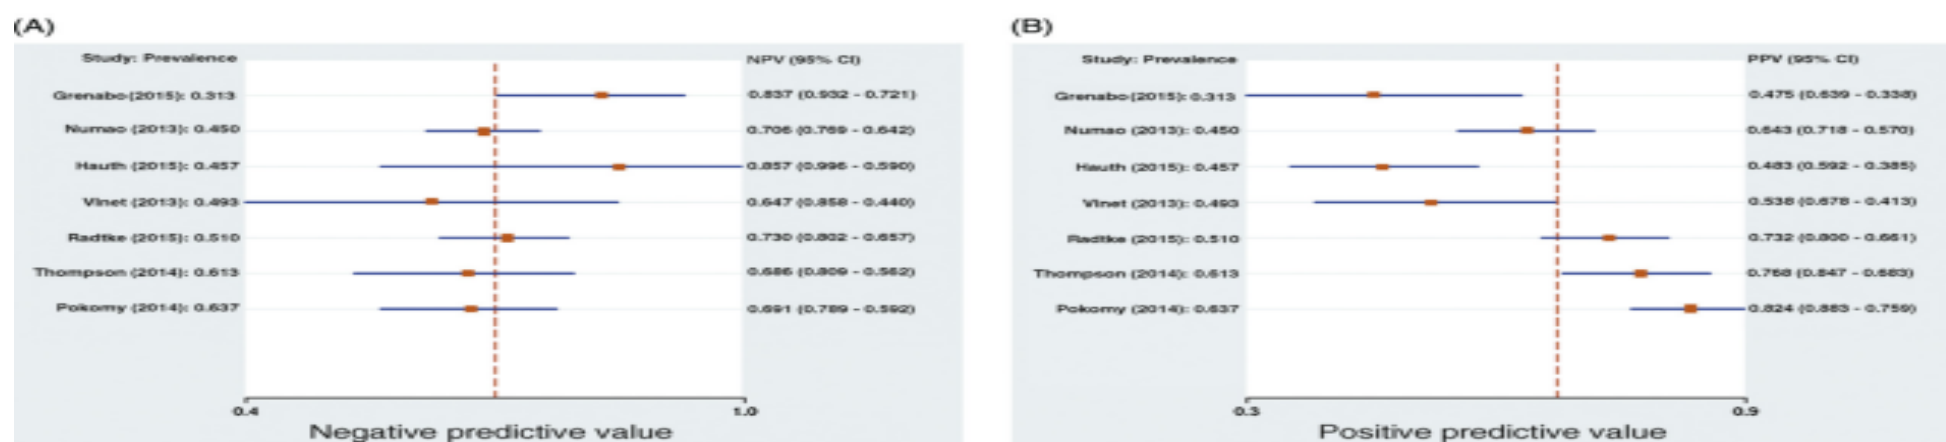 (A)
Study: Prevalence NPV (95% CI)
Grenabo (2015): 0.313 0.837 (0.932 - 0.721)
Numao (2013): 0.450 0.706 (0.769 - 0.642)
Hauth (2015): 0.457 0.857 (0.996 - 0.590)
Vinet (2013): 0.493 0.647 (0.858 - 0.440)
Radtke (2015): 0.510 0.730 (0.802 - 0.657)
Thompson (2014): 0.613 0.686 (0.809 - 0.562)
Pokorny (2014): 0.637 0.691 (0.789 - 0.592)
0.4 1.0
Negative predictive value
(B)
Study: Prevalence PPV (95% CI)
Grenabo (2015): 0.313 0.475 (0.639 - 0.338)
Numao (2013): 0.450 0.643 (0.718 - 0.570)
Hauth (2015): 0.457 0.483 (0.592 - 0.385)
Vinet (2013): 0.493 0.538 (0.678 - 0.413)
Radtke (2015): 0.510 0.732 (0.800 - 0.661)
Thompson (2014): 0.613 0.768 (0.847 - 0.683)
Pokorny (2014): 0.637 0.824 (0.883 - 0.759)
0.3 0.9
Positive predictive value